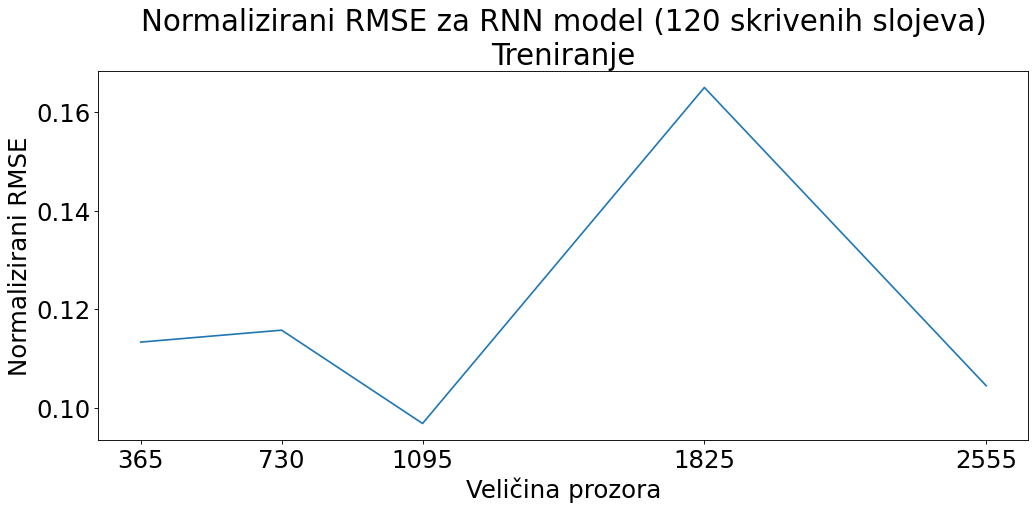 Normalizirani RMSE za RNN model (120 skrivenih slojeva)
Treniranje
Normalizirani RMSE
0.16
0.14
0.12
0.10
365 730 1095 1825 2555
Veličina prozora